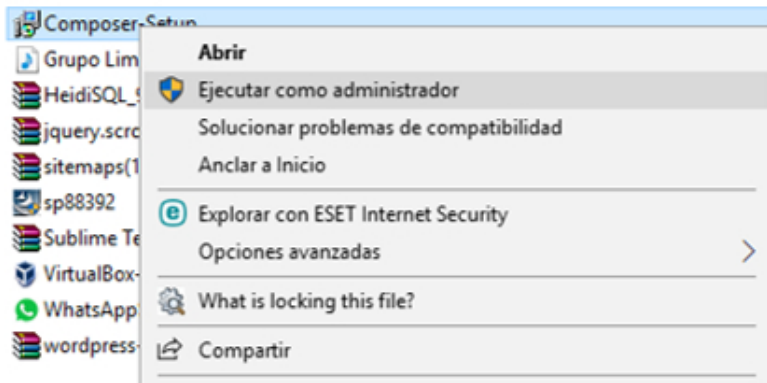 Composer-Setup
Abrir
Grupo Lim
Ejecutar como administrador
HeidiSQL_
jquery.scro
Solucionar problemas de compatibilidad
sitemaps(1
Anclar a Inicio
sp88392
Explorar con ESET Internet Security
Sublime Te
Opciones avanzadas
VirtualBox-
What is locking this file?
WhatsApp
wordpress-
Compartir